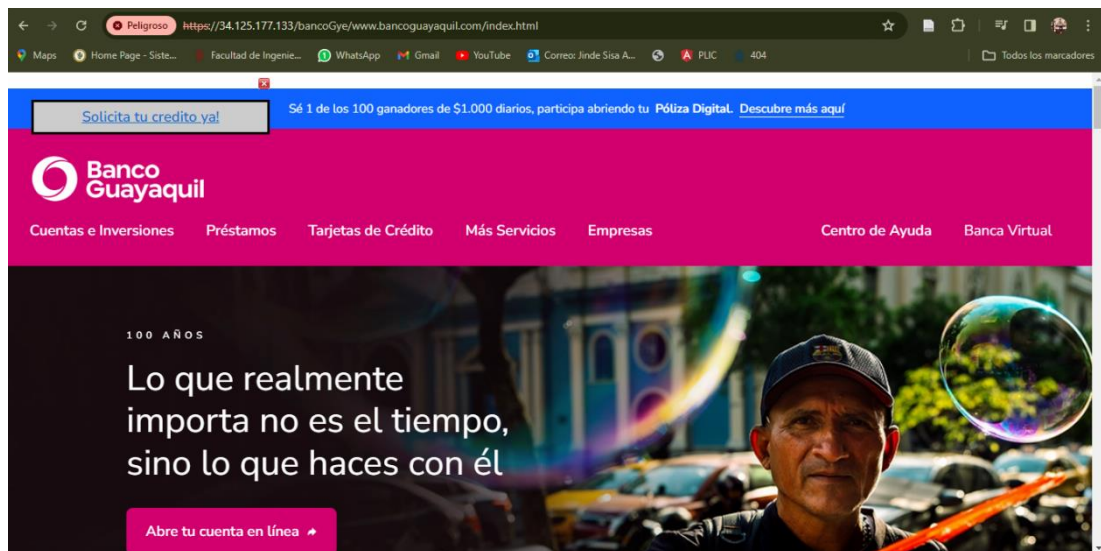 Peligroso https://34.125.177.133/bancoGye/www.bancoguayaquil.com/index.html
Maps Home Page - Siste... Facultad de Ingenie... WhatsApp Gmail YouTube Correo: Jinde Sisa A... PLIC 404 Todos los marcadores
Solicita tu credito ya! Sé 1 de los 100 ganadores de $1.000 diarios, participa abriendo tu Póliza Digital. Descubre más aquí
Banco
Guayaquil
Cuentas e Inversiones Préstamos Tarjetas de Crédito Más Servicios Empresas Centro de Ayuda Banca Virtual
100 AÑOS
Lo que realmente
importa no es el tiempo,
sino lo que haces con él
Abre tu cuenta en línea